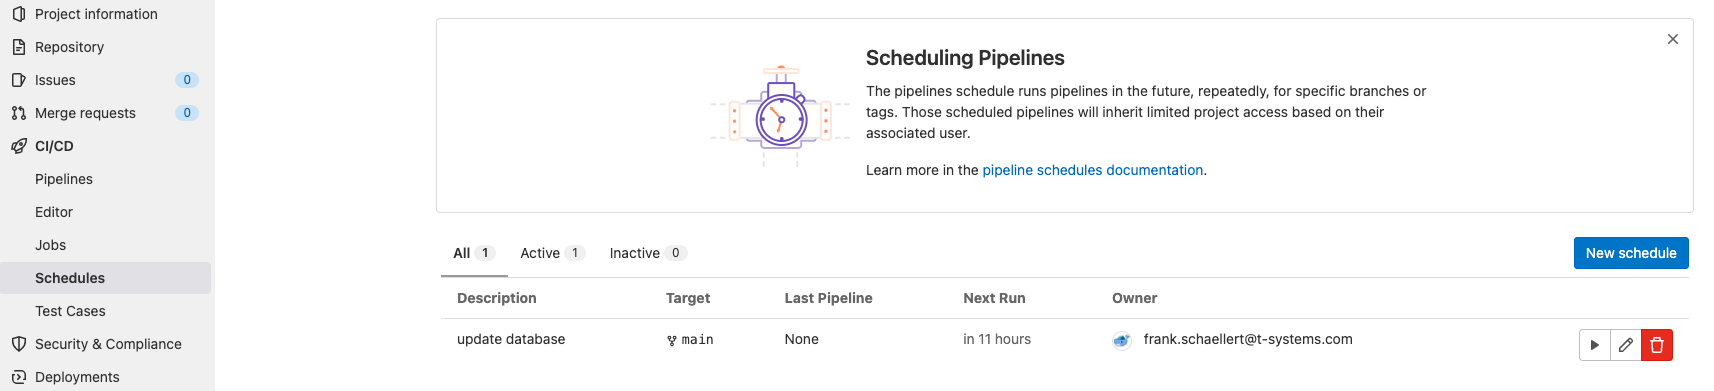 Project information
Repository
Issues 0
Merge requests 0
CI/CD
Pipelines
Editor
Jobs
Schedules
Test Cases
Security & Compliance
Deployments
Scheduling Pipelines
The pipelines schedule runs pipelines in the future, repeatedly, for specific branches or
tags. Those scheduled pipelines will inherit limited project access based on their
associated user.
Learn more in the pipeline schedules documentation.
All 1 Active 1 Inactive 0 New schedule
Description Target Last Pipeline Next Run Owner
update database main None in 11 hours frank.schaellert@t-systems.com